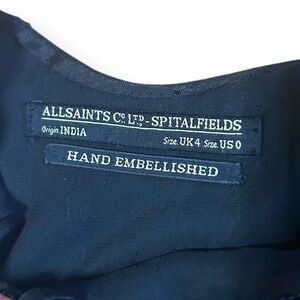 ALLSAINTS Co. LTD - SPITALFIELDS
Origin. INDIA Size. UK 4 Size. US 0
HAND EMBELLISHED